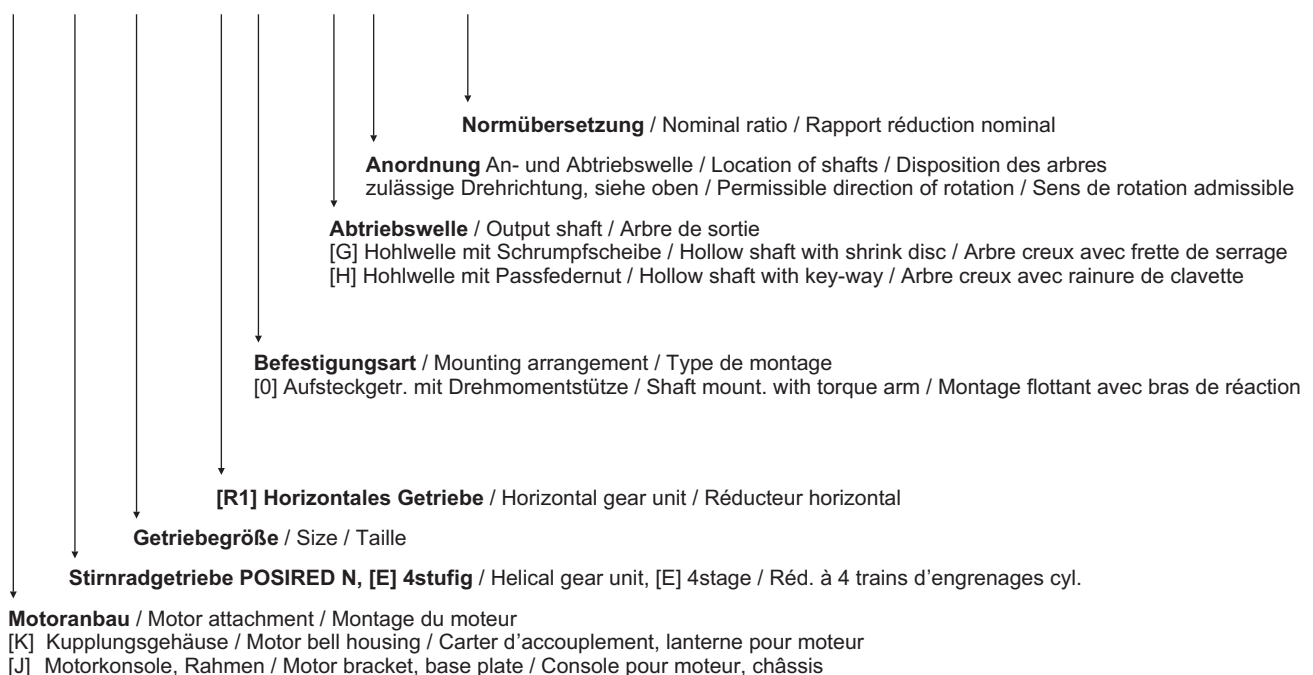 Normübersetzung / Nominal ratio / Rapport réduction nominal
Anordnung An- und Abtriebswelle / Location of shafts / Disposition des arbres
zulässige Drehrichtung, siehe oben / Permissible direction of rotation / Sens de rotation admissible
Abtriebswelle / Output shaft / Arbre de sortie
[G] Hohlwelle mit Schrumpfscheibe / Hollow shaft with shrink disc / Arbre creux avec frette de serrage
[H] Hohlwelle mit Passfedernut / Hollow shaft with key-way / Arbre creux avec rainure de clavette
Befestigungsart / Mounting arrangement / Type de montage
[0] Aufsteckgetr. mit Drehmomentstütze / Shaft mount. with torque arm / Montage flottant avec bras de réaction
[R1] Horizontales Getriebe / Horizontal gear unit / Réducteur horizontal
Getriebegröße / Size / Taille
Stirnradgetriebe POSIRED N, [E] 4stufig / Helical gear unit, [E] 4stage / Réd. à 4 trains d'engrenages cyl.
Motoranbau / Motor attachment / Montage du moteur
[K] Kupplungsgehäuse / Motor bell housing / Carter d'accouplement, lanterne pour moteur
[J] Motorkonsole, Rahmen / Motor bracket, base plate / Console pour moteur, châssis